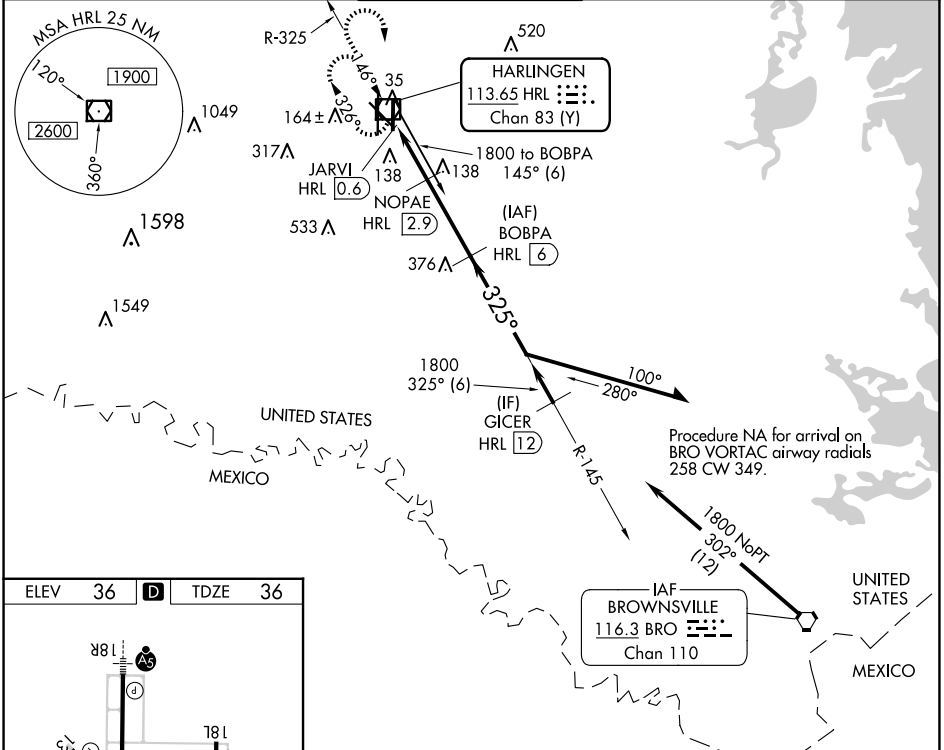 MSA HRL 25 NM
120°
1900
2600
360°
1049
1598
1549
R-325
146°
326°
35
520
HARLINGEN
113.65 HRL
Chan 83 (Y)
164 ±
317
JARVI
HRL 0.6
138
138
1800 to BOBPA
145° (6)
NOPAE
HRL 2.9
533
(IAF)
BOBPA
HRL 6
376
325°
1800
325° (6)
100°
280°
(IF)
GICER
HRL 12
R-145
UNITED STATES
MEXICO
Procedure NA for arrival on
BRO VORTAC airway radials
258 CW 349.
1800 NoPT
302°
(12)
IAF
BROWNSVILLE
116.3 BRO
Chan 110
UNITED
STATES
MEXICO
ELEV 36 D TDZE 36
18R
A5
P
18L